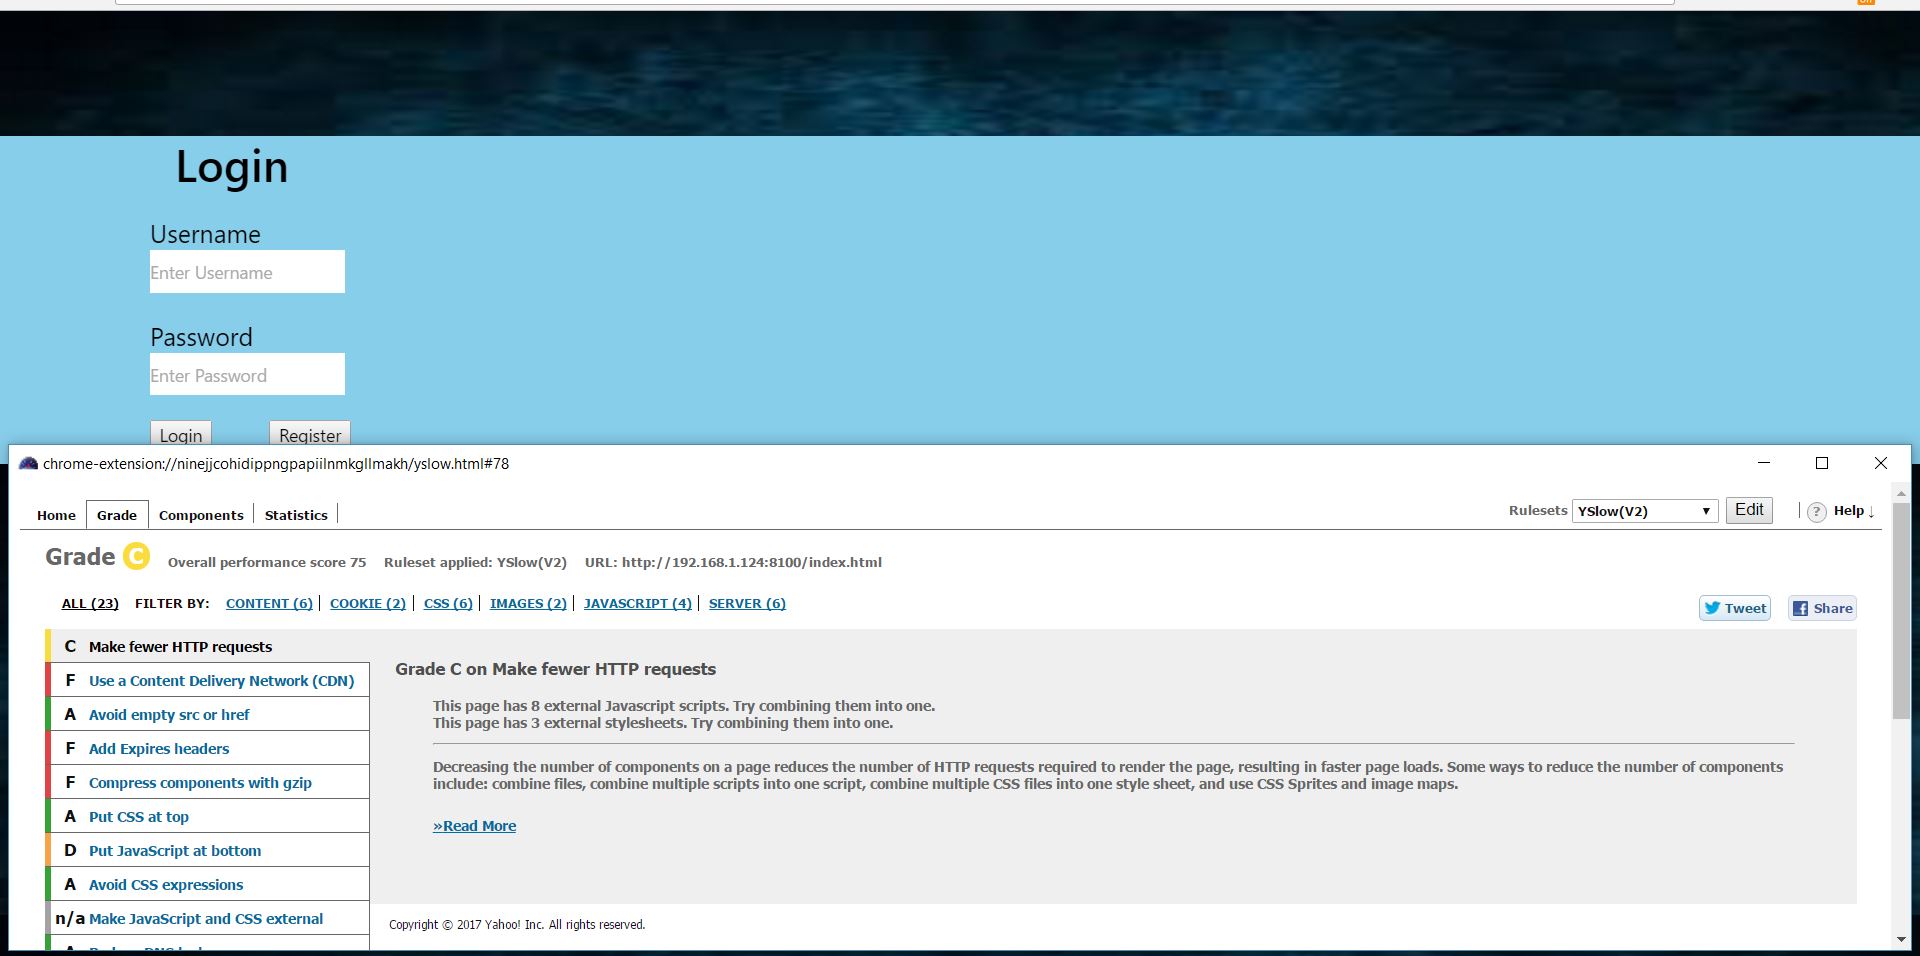 Login
Username
Enter Username
Password
Enter Password
Login Register
chrome-extension://ninejjcohidippngpapiilnmkgllmakh/yslow.html#78
Home Grade Components Statistics Rulesets YSlow(V2) Edit ? Help ↓
Grade C Overall performance score 75 Ruleset applied: YSlow(V2) URL: http://192.168.1.124:8100/index.html
ALL (23) FILTER BY: CONTENT (6) COOKIE (2) CSS (6) IMAGES (2) JAVASCRIPT (4) SERVER (6) Tweet Share
C Make fewer HTTP requests
F Use a Content Delivery Network (CDN)
A Avoid empty src or href
F Add Expires headers
F Compress components with gzip
A Put CSS at top
D Put JavaScript at bottom
A Avoid CSS expressions
n/a Make JavaScript and CSS external
Grade C on Make fewer HTTP requests
This page has 8 external Javascript scripts. Try combining them into one.
This page has 3 external stylesheets. Try combining them into one.
Decreasing the number of components on a page reduces the number of HTTP requests required to render the page, resulting in faster page loads. Some ways to reduce the number of components
include: combine files, combine multiple scripts into one script, combine multiple CSS files into one style sheet, and use CSS Sprites and image maps.
»Read More
Copyright © 2017 Yahoo! Inc. All rights reserved.